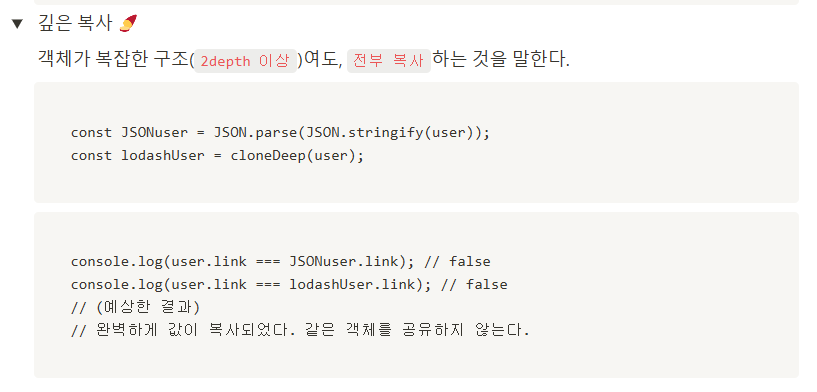 ▼ 깊은 복사 🍠
객체가 복잡한 구조(2depth 이상)여도, 전부 복사하는 것을 말한다.
const JSONuser = JSON.parse(JSON.stringify(user));
const lodashUser = cloneDeep(user);
console.log(user.link === JSONuser.link); // false
console.log(user.link === lodashUser.link); // false
// (예상한 결과)
// 완벽하게 값이 복사되었다. 같은 객체를 공유하지 않는다.